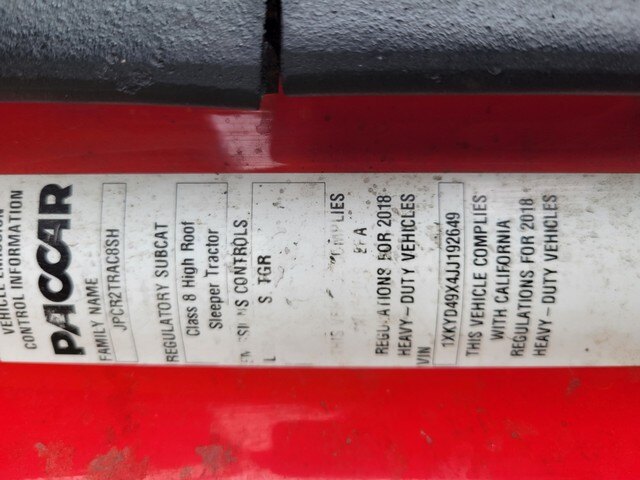 VEHICLE EMISSION
CONTROL INFORMATION
PACCAR
FAMILY NAME
JPCR2TRAC8SH
REGULATORY SUBCAT
Class 8 High Roof
Sleeper Tractor
CONTROLS
REGULATIONS FOR 2018
HEAVY-DUTY VEHICLES
VIN
1XKYD49X4JJ192649
THIS VEHICLE COMPLIES
WITH CALIFORNIA
REGULATIONS FOR 2018
HEAVY-DUTY VEHICLES